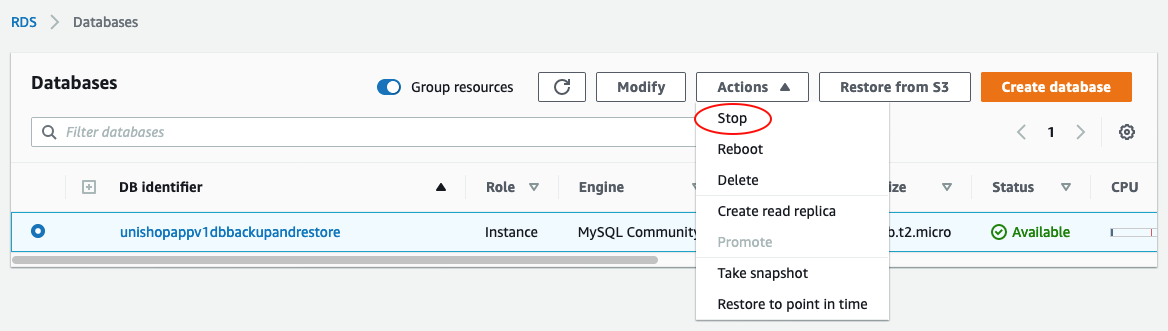 RDS > Databases
Databases
Group resources
Modify
Actions
Restore from S3
Create database
Filter databases
1
Stop
Reboot
Delete
Create read replica
Promote
Take snapshot
Restore to point in time
DB identifier
Role
Engine
ize
Status
CPU
unishopappv1dbbackupandrestore
Instance
MySQL Community
b.t2.micro
Available